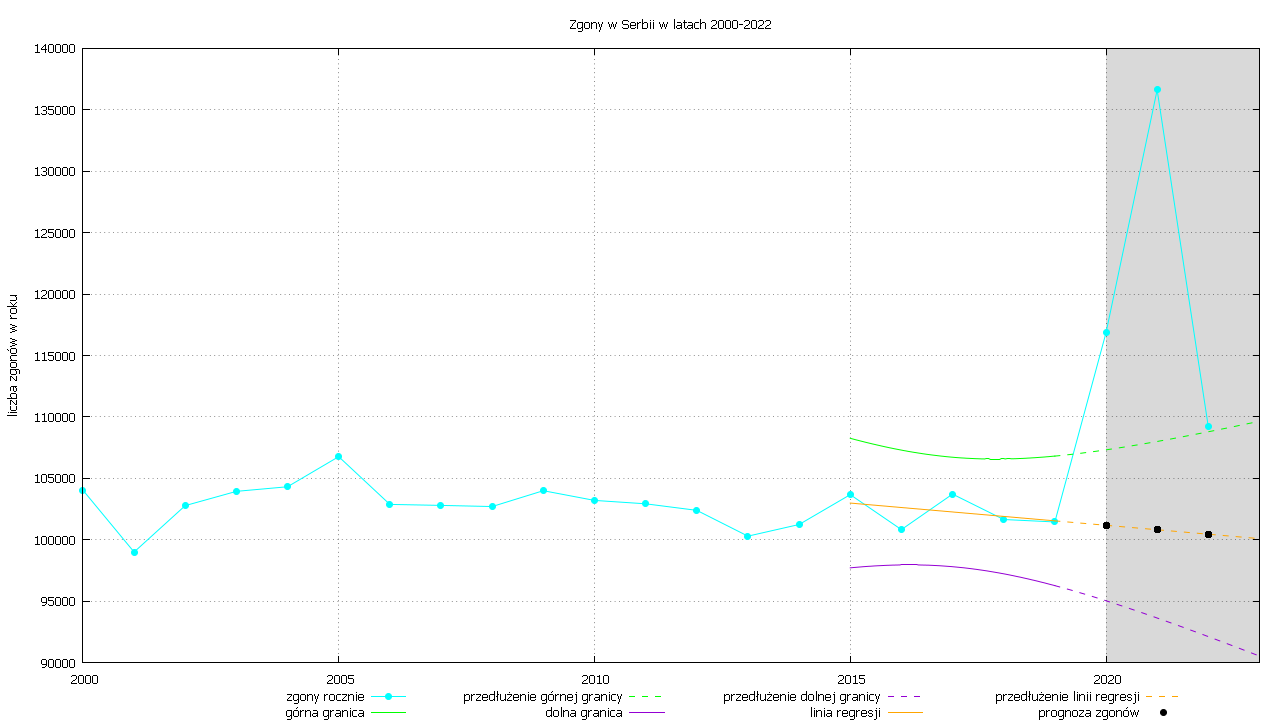 Zgony w Serbii w latach 2000-2022
140000
135000
130000
125000
120000
115000
110000
105000
100000
95000
90000
liczba zgonów w roku
2000 2005 2010 2015 2020
zgony rocznie przedłużenie górnej granicy przedłużenie dolnej granicy przedłużenie linii regresji
górna granica dolna granica linia regresji prognoza zgonów